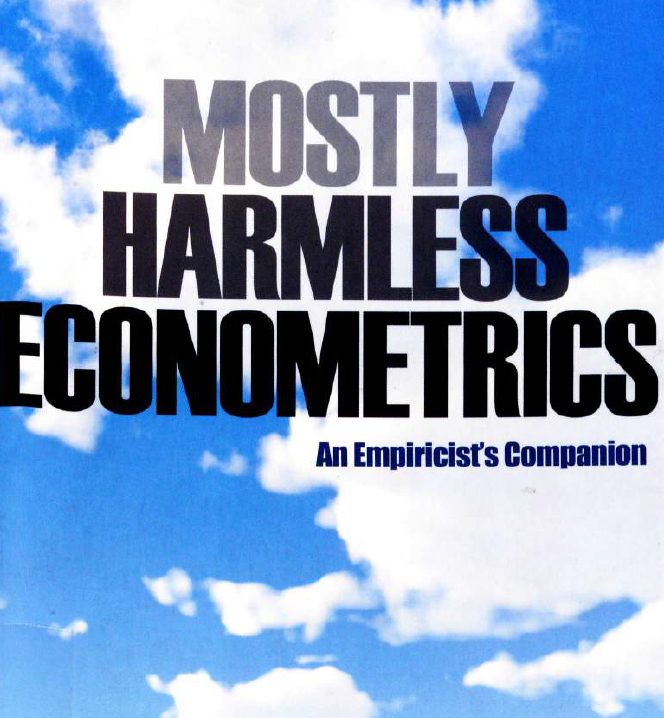 MOSTLY
HARMLESS
ECONOMETRICS
An Empiricist's Companion